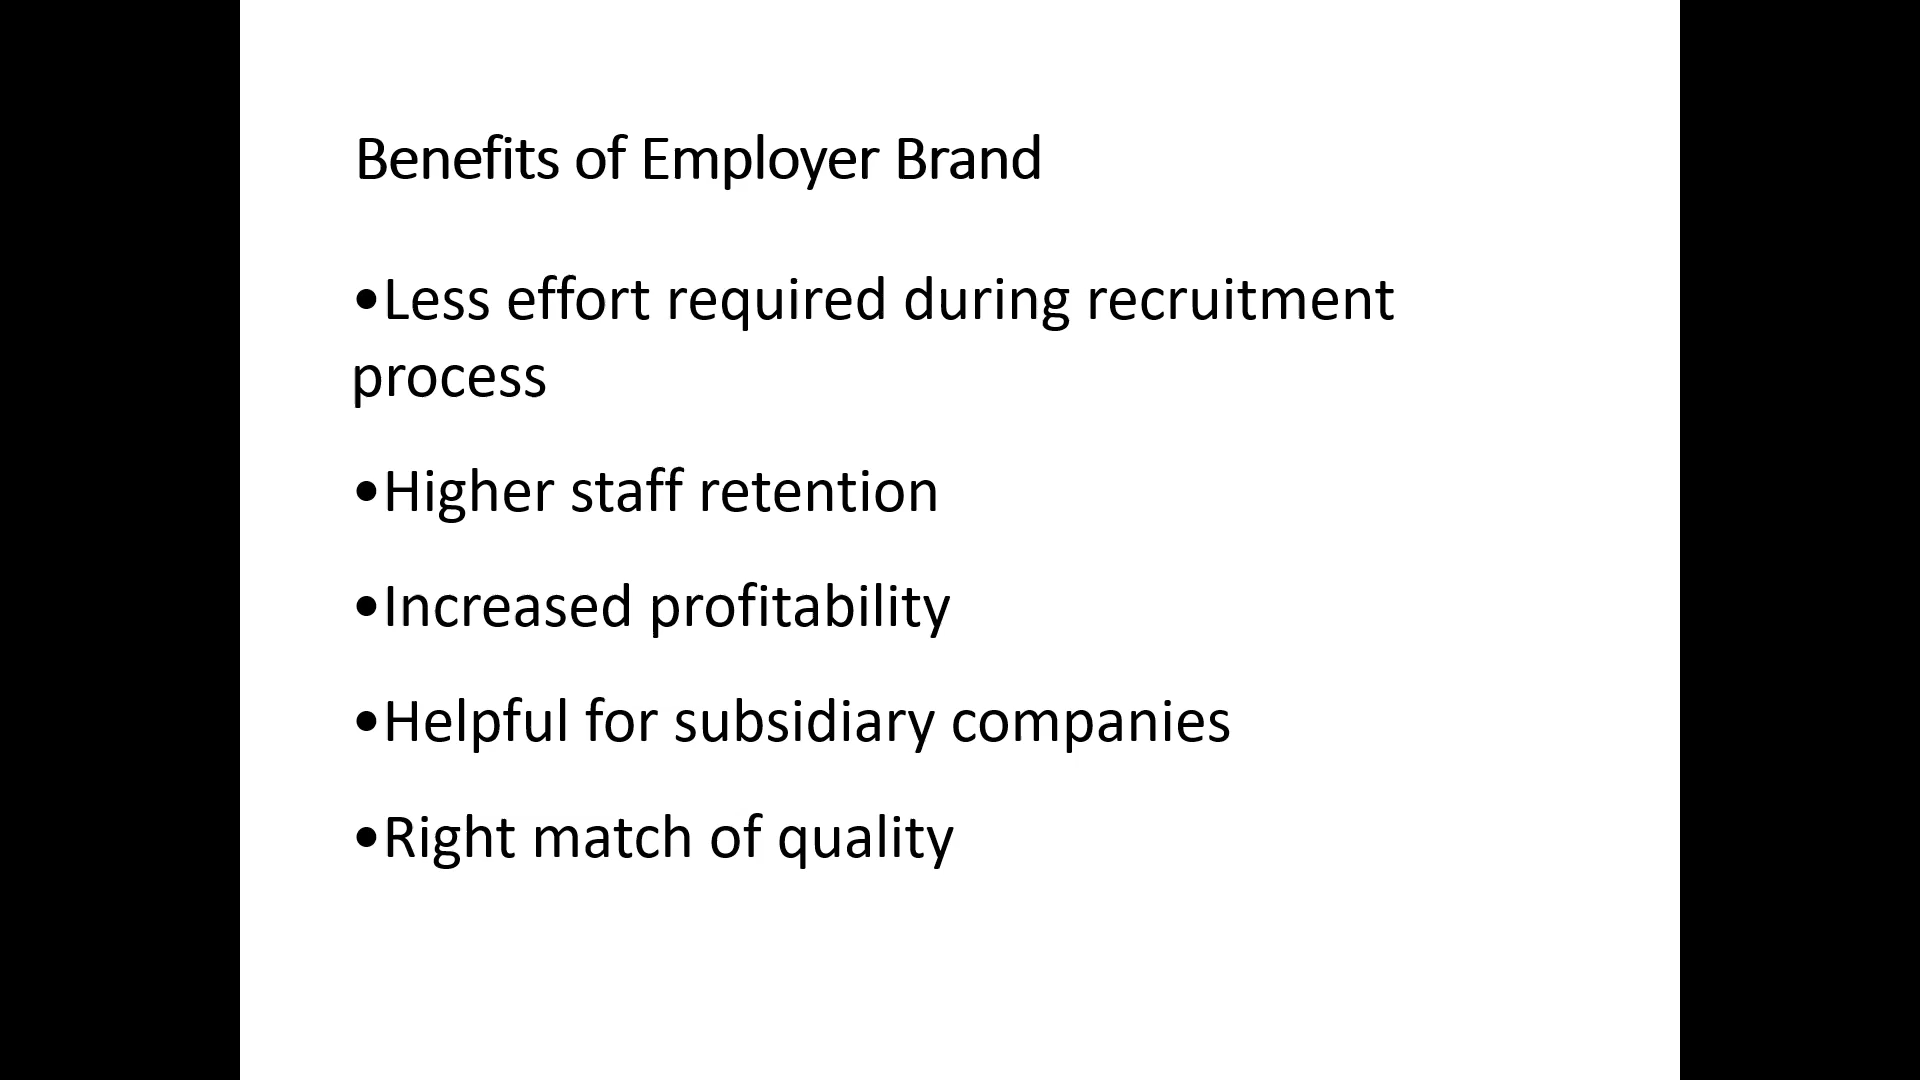 Benefits of Employer Brand
•Less effort required during recruitment
process
•Higher staff retention
•Increased profitability
•Helpful for subsidiary companies
•Right match of quality